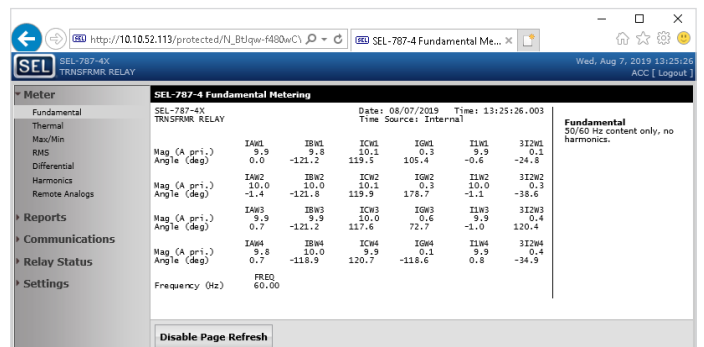 http://10.10.52.113/protected/N_BtJqw-f480wC\
SEL-787-4 Fundamental Me...
SEL SEL-787-4X
TRNSFRMR RELAY
Wed, Aug 7, 2019 13:25:26
ACC [ Logout ]
Meter
Fundamental
Thermal
Max/Min
RMS
Differential
Harmonics
Remote Analogs
Reports
Communications
Relay Status
Settings
SEL-787-4 Fundamental Metering
SEL-787-4X Date: 08/07/2019 Time: 13:25:26.003
TRNSFRMR RELAY Time Source: Internal
IAW1 IBW1 ICW1 IGW1 I1W1 3I2W1
Mag (A pri.) 9.9 9.8 10.1 0.3 9.9 0.1
Angle (deg) 0.0 -121.2 119.5 105.4 -0.6 -24.8
IAW2 IBW2 ICW2 IGW2 I1W2 3I2W2
Mag (A pri.) 10.0 10.0 10.1 0.3 10.0 0.3
Angle (deg) -1.4 -121.8 119.9 178.7 -1.1 -38.6
IAW3 IBW3 ICW3 IGW3 I1W3 3I2W3
Mag (A pri.) 9.9 9.9 10.0 0.6 9.9 0.4
Angle (deg) 0.7 -121.2 117.6 72.7 -1.0 120.4
IAW4 IBW4 ICW4 IGW4 I1W4 3I2W4
Mag (A pri.) 9.8 10.0 9.9 0.1 9.9 0.4
Angle (deg) 0.7 -118.9 120.7 -118.6 0.8 -34.9
FREQ
Frequency (Hz) 60.00
Fundamental
50/60 Hz content only, no
harmonics.
Disable Page Refresh